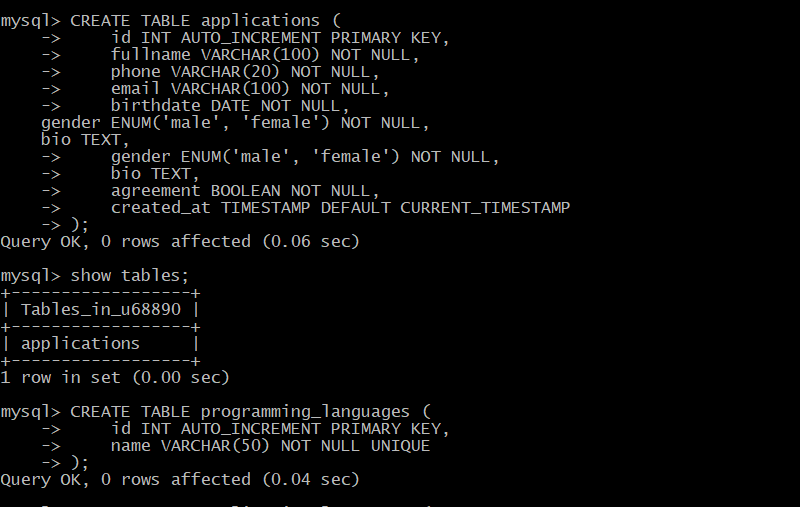 mysql> CREATE TABLE applications (
    ->     id INT AUTO_INCREMENT PRIMARY KEY,
    ->     fullname VARCHAR(100) NOT NULL,
    ->     phone VARCHAR(20) NOT NULL,
    ->     email VARCHAR(100) NOT NULL,
    ->     birthdate DATE NOT NULL,
    gender ENUM('male', 'female') NOT NULL,
    bio TEXT,
    ->     gender ENUM('male', 'female') NOT NULL,
    ->     bio TEXT,
    ->     agreement BOOLEAN NOT NULL,
    ->     created_at TIMESTAMP DEFAULT CURRENT_TIMESTAMP
    -> );
Query OK, 0 rows affected (0.06 sec)
mysql> show tables;
+------------------+
| Tables_in_u68890 |
+------------------+
| applications     |
+------------------+
1 row in set (0.00 sec)
mysql> CREATE TABLE programming_languages (
    ->     id INT AUTO_INCREMENT PRIMARY KEY,
    ->     name VARCHAR(50) NOT NULL UNIQUE
    -> );
Query OK, 0 rows affected (0.04 sec)